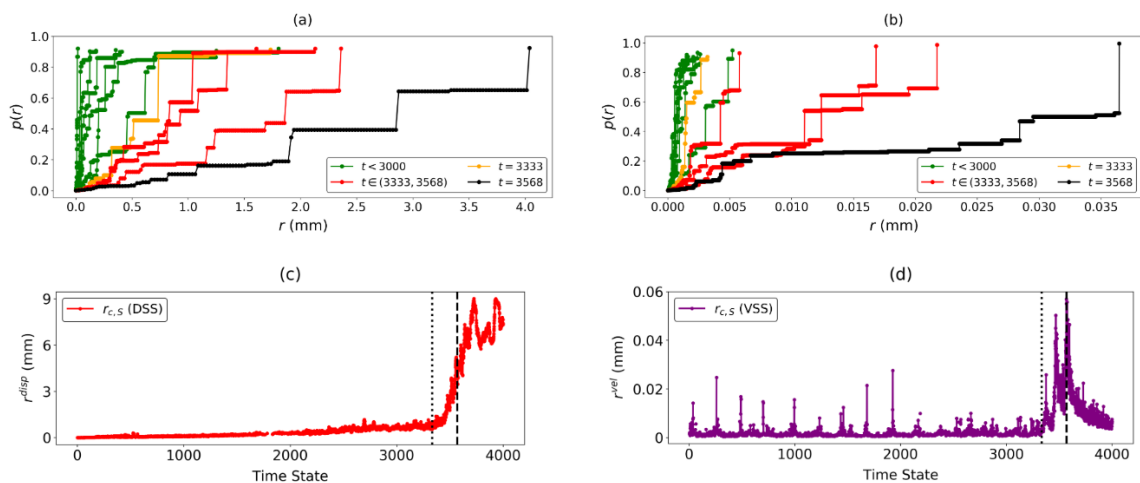 (a)
1.0
0.8
0.6
0.4
0.2
0.0
p(r)
t < 3000
t = 3333
t ∈ (3333, 3568)
t = 3568
0.0 0.5 1.0 1.5 2.0 2.5 3.0 3.5 4.0
r (mm)
(b)
1.0
0.8
0.6
0.4
0.2
0.0
p(r)
t < 3000
t = 3333
t ∈ (3333, 3568)
t = 3568
0.000 0.005 0.010 0.015 0.020 0.025 0.030 0.035
r (mm)
(c)
9
6
3
0
r^disp (mm)
r_c, S (DSS)
0 1000 2000 3000 4000
Time State
(d)
0.06
0.04
0.02
0
r^vel (mm)
r_c, S (VSS)
0 1000 2000 3000 4000
Time State